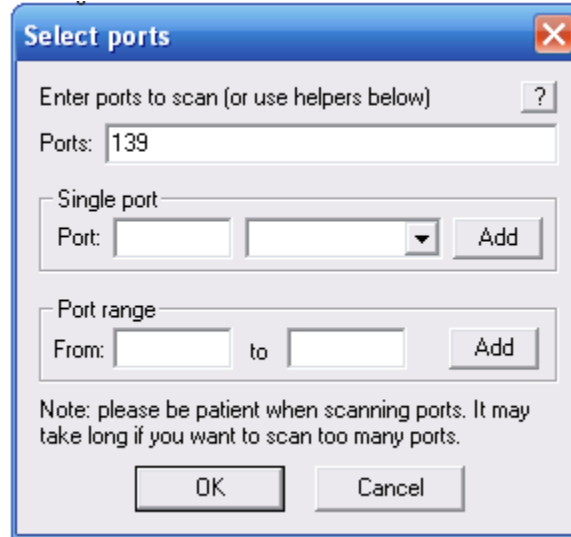 Select ports
Enter ports to scan (or use helpers below) ?
Ports: 139
Single port
Port: Add
Port range
From: to Add
Note: please be patient when scanning ports. It may
take long if you want to scan too many ports.
OK Cancel